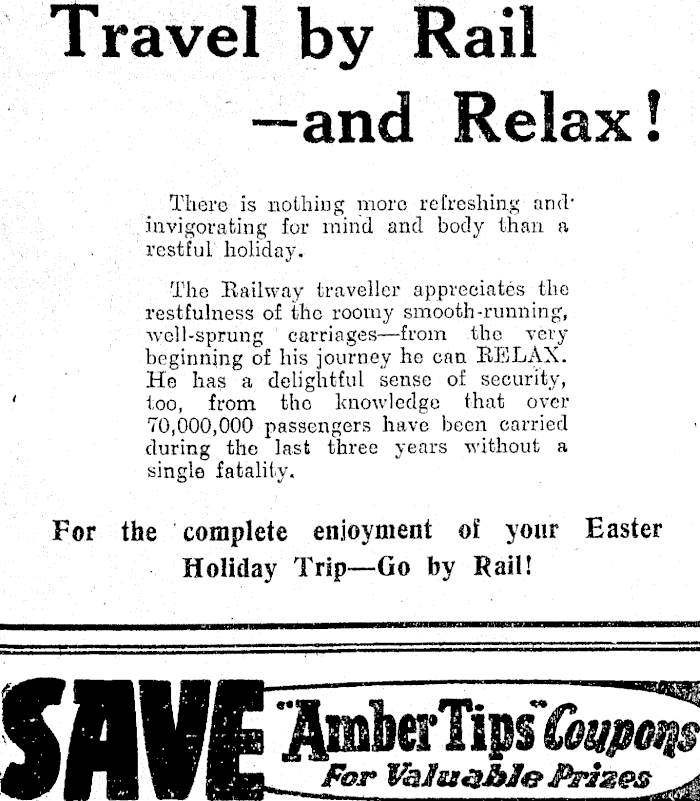 Travel by Rail
—and Relax!
There is nothing more refreshing and
invigorating for mind and body than a
restful holiday.
The Railway traveller appreciates the
restfulness of the roomy smooth-running,
well-sprung carriages—from the very
beginning of his journey he can RELAX.
He has a delightful sense of security,
too, from the knowledge that over
70,000,000 passengers have been carried
during the last three years without a
single fatality.
For the complete enjoyment of your Easter
Holiday Trip—Go by Rail!
SAVE "Amber Tips" Coupons
For Valuable Prizes